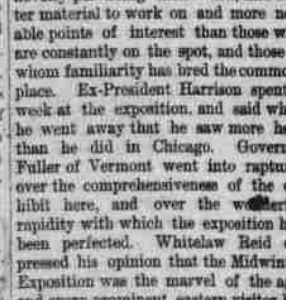 ter material to work on and more n
able points of interest than those w
are constantly on the spot, and those
whom familiarity has bred the commo
place. Ex-President Harrison spent
week at the exposition, and said wh
he went away that he saw more he
than he did in Chicago. Govern
Fuller of Vermont went into raptu
over the comprehensiveness of the e
hibit here, and over the
rapidity with which the exposition h
been perfected. Whitelaw Reid e
pressed his opinion that the Midwin
Exposition was the marvel of the a